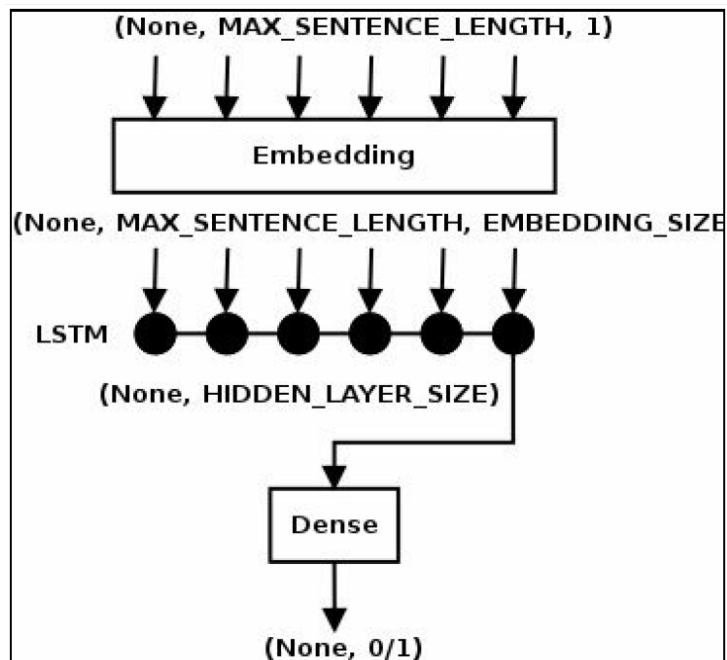 (None, MAX_SENTENCE_LENGTH, 1)
Embedding
(None, MAX_SENTENCE_LENGTH, EMBEDDING_SIZE
LSTM
(None, HIDDEN_LAYER_SIZE)
Dense
(None, 0/1)